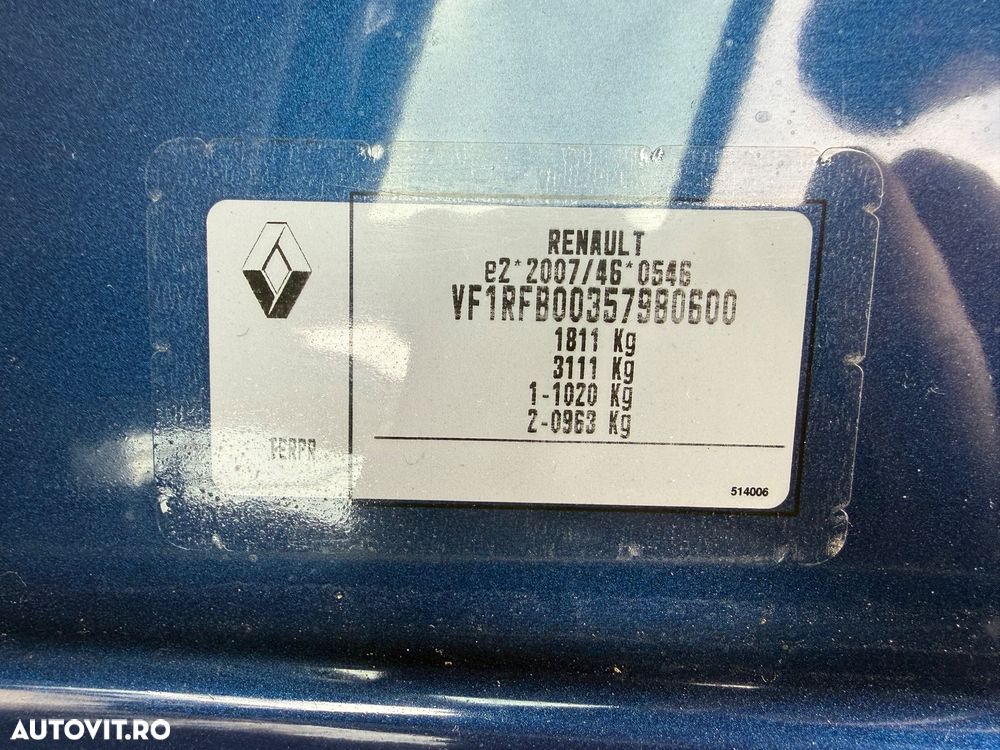 RENAULT
e2*2007/46*0546
VF1RFB00357980600
1811 Kg
3111 Kg
1-1020 Kg
2-0963 Kg
514006
AUTOVIT.RO